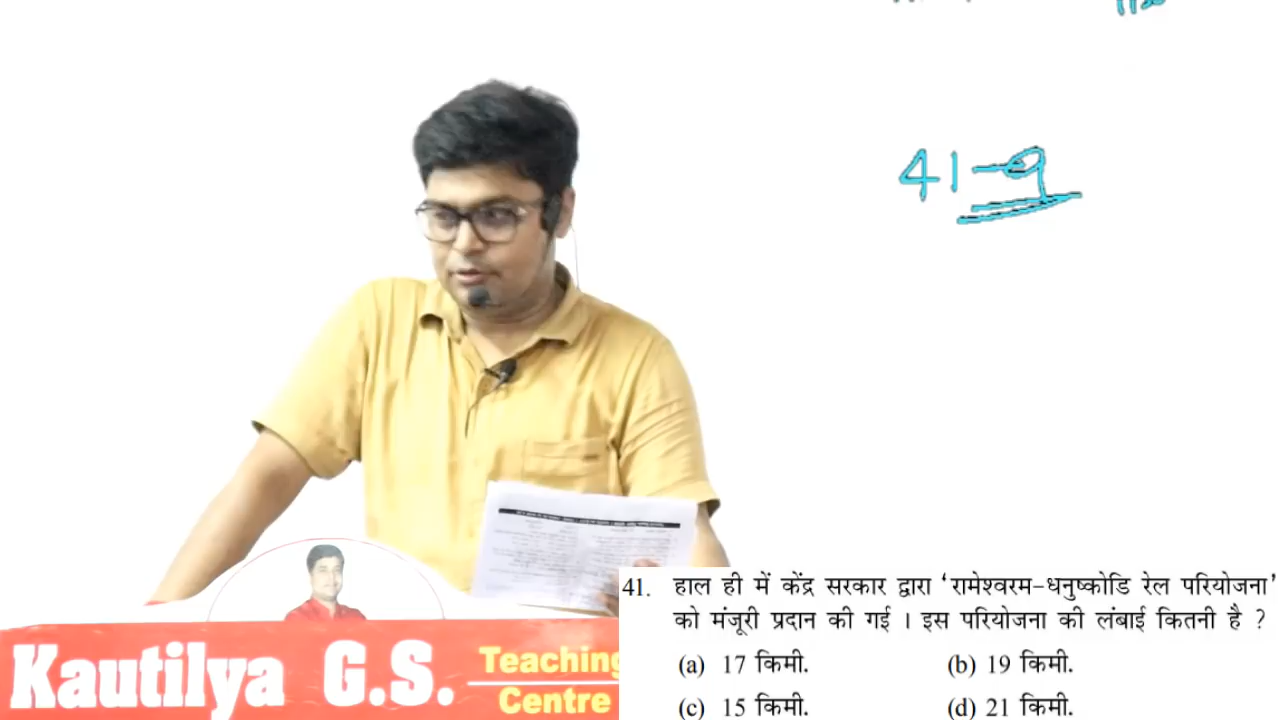 41-9
41. हाल ही में केंद्र सरकार द्वारा ‘रामेश्वरम-धनुष्कोडि रेल परियोजना’
को मंजूरी प्रदान की गई । इस परियोजना की लंबाई कितनी है ?
(a) 17 किमी. (b) 19 किमी.
(c) 15 किमी. (d) 21 किमी.
Kautilya G.S. Teaching
Centre